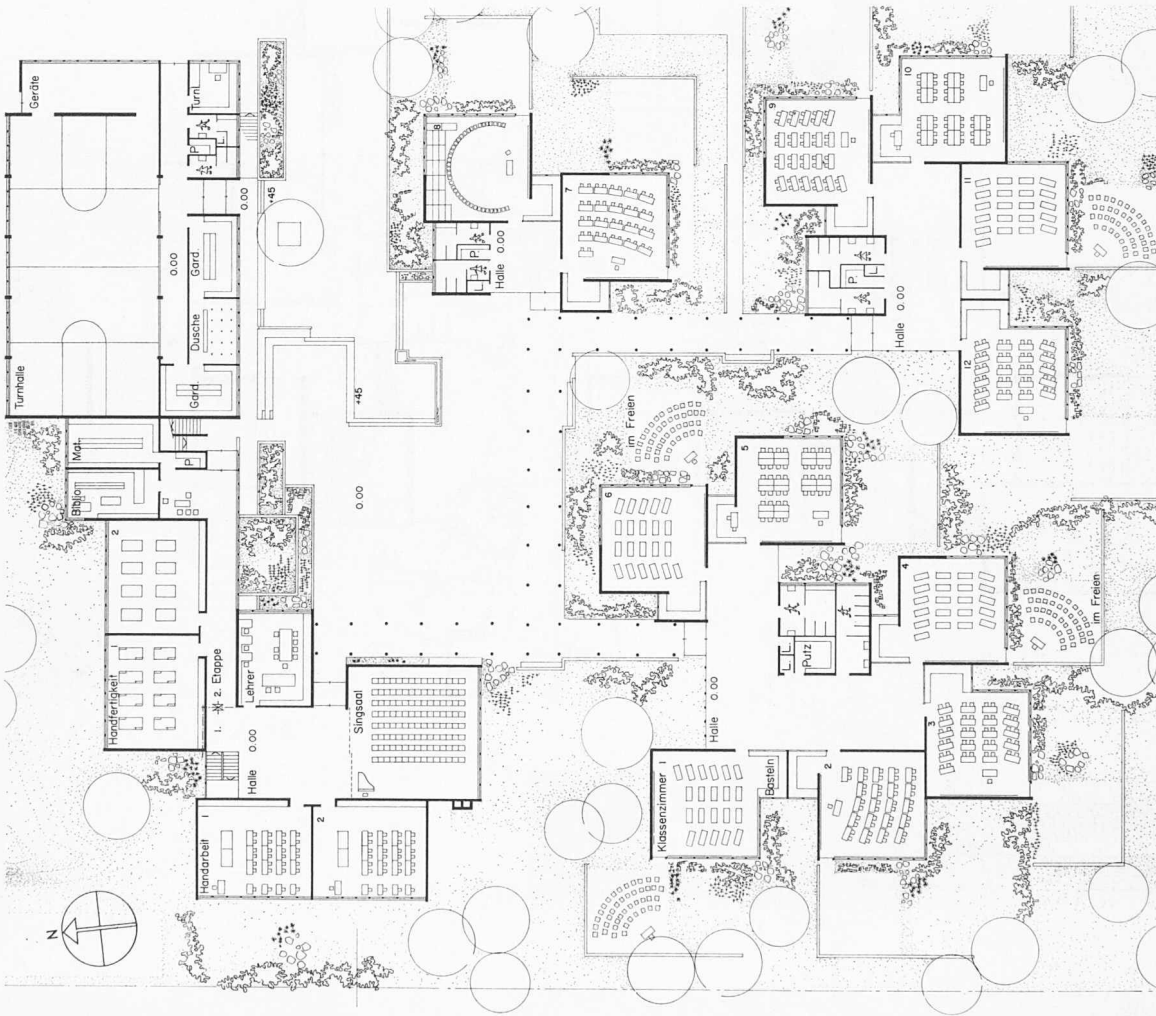 Geräte
Turnhalle
0.00
Turnl.
P.
L.
0.00
+45
Gard.
Dusche
Gard.
Mat.
Biblio.
P.
2
Handfertigkeit 1
1. 2. Etappe
Lehrer
Halle 0.00
Singsaal
Handarbeit 1
2
N
+45
0.00
8
P.
L.
Halle 0.00
7
9
10
11
12
P.
L.
Halle 0.00
im Freien
6
5
4
im Freien
3
2
L.
L.
Putz
Halle 0.00
Klassenzimmer 1
Basteln